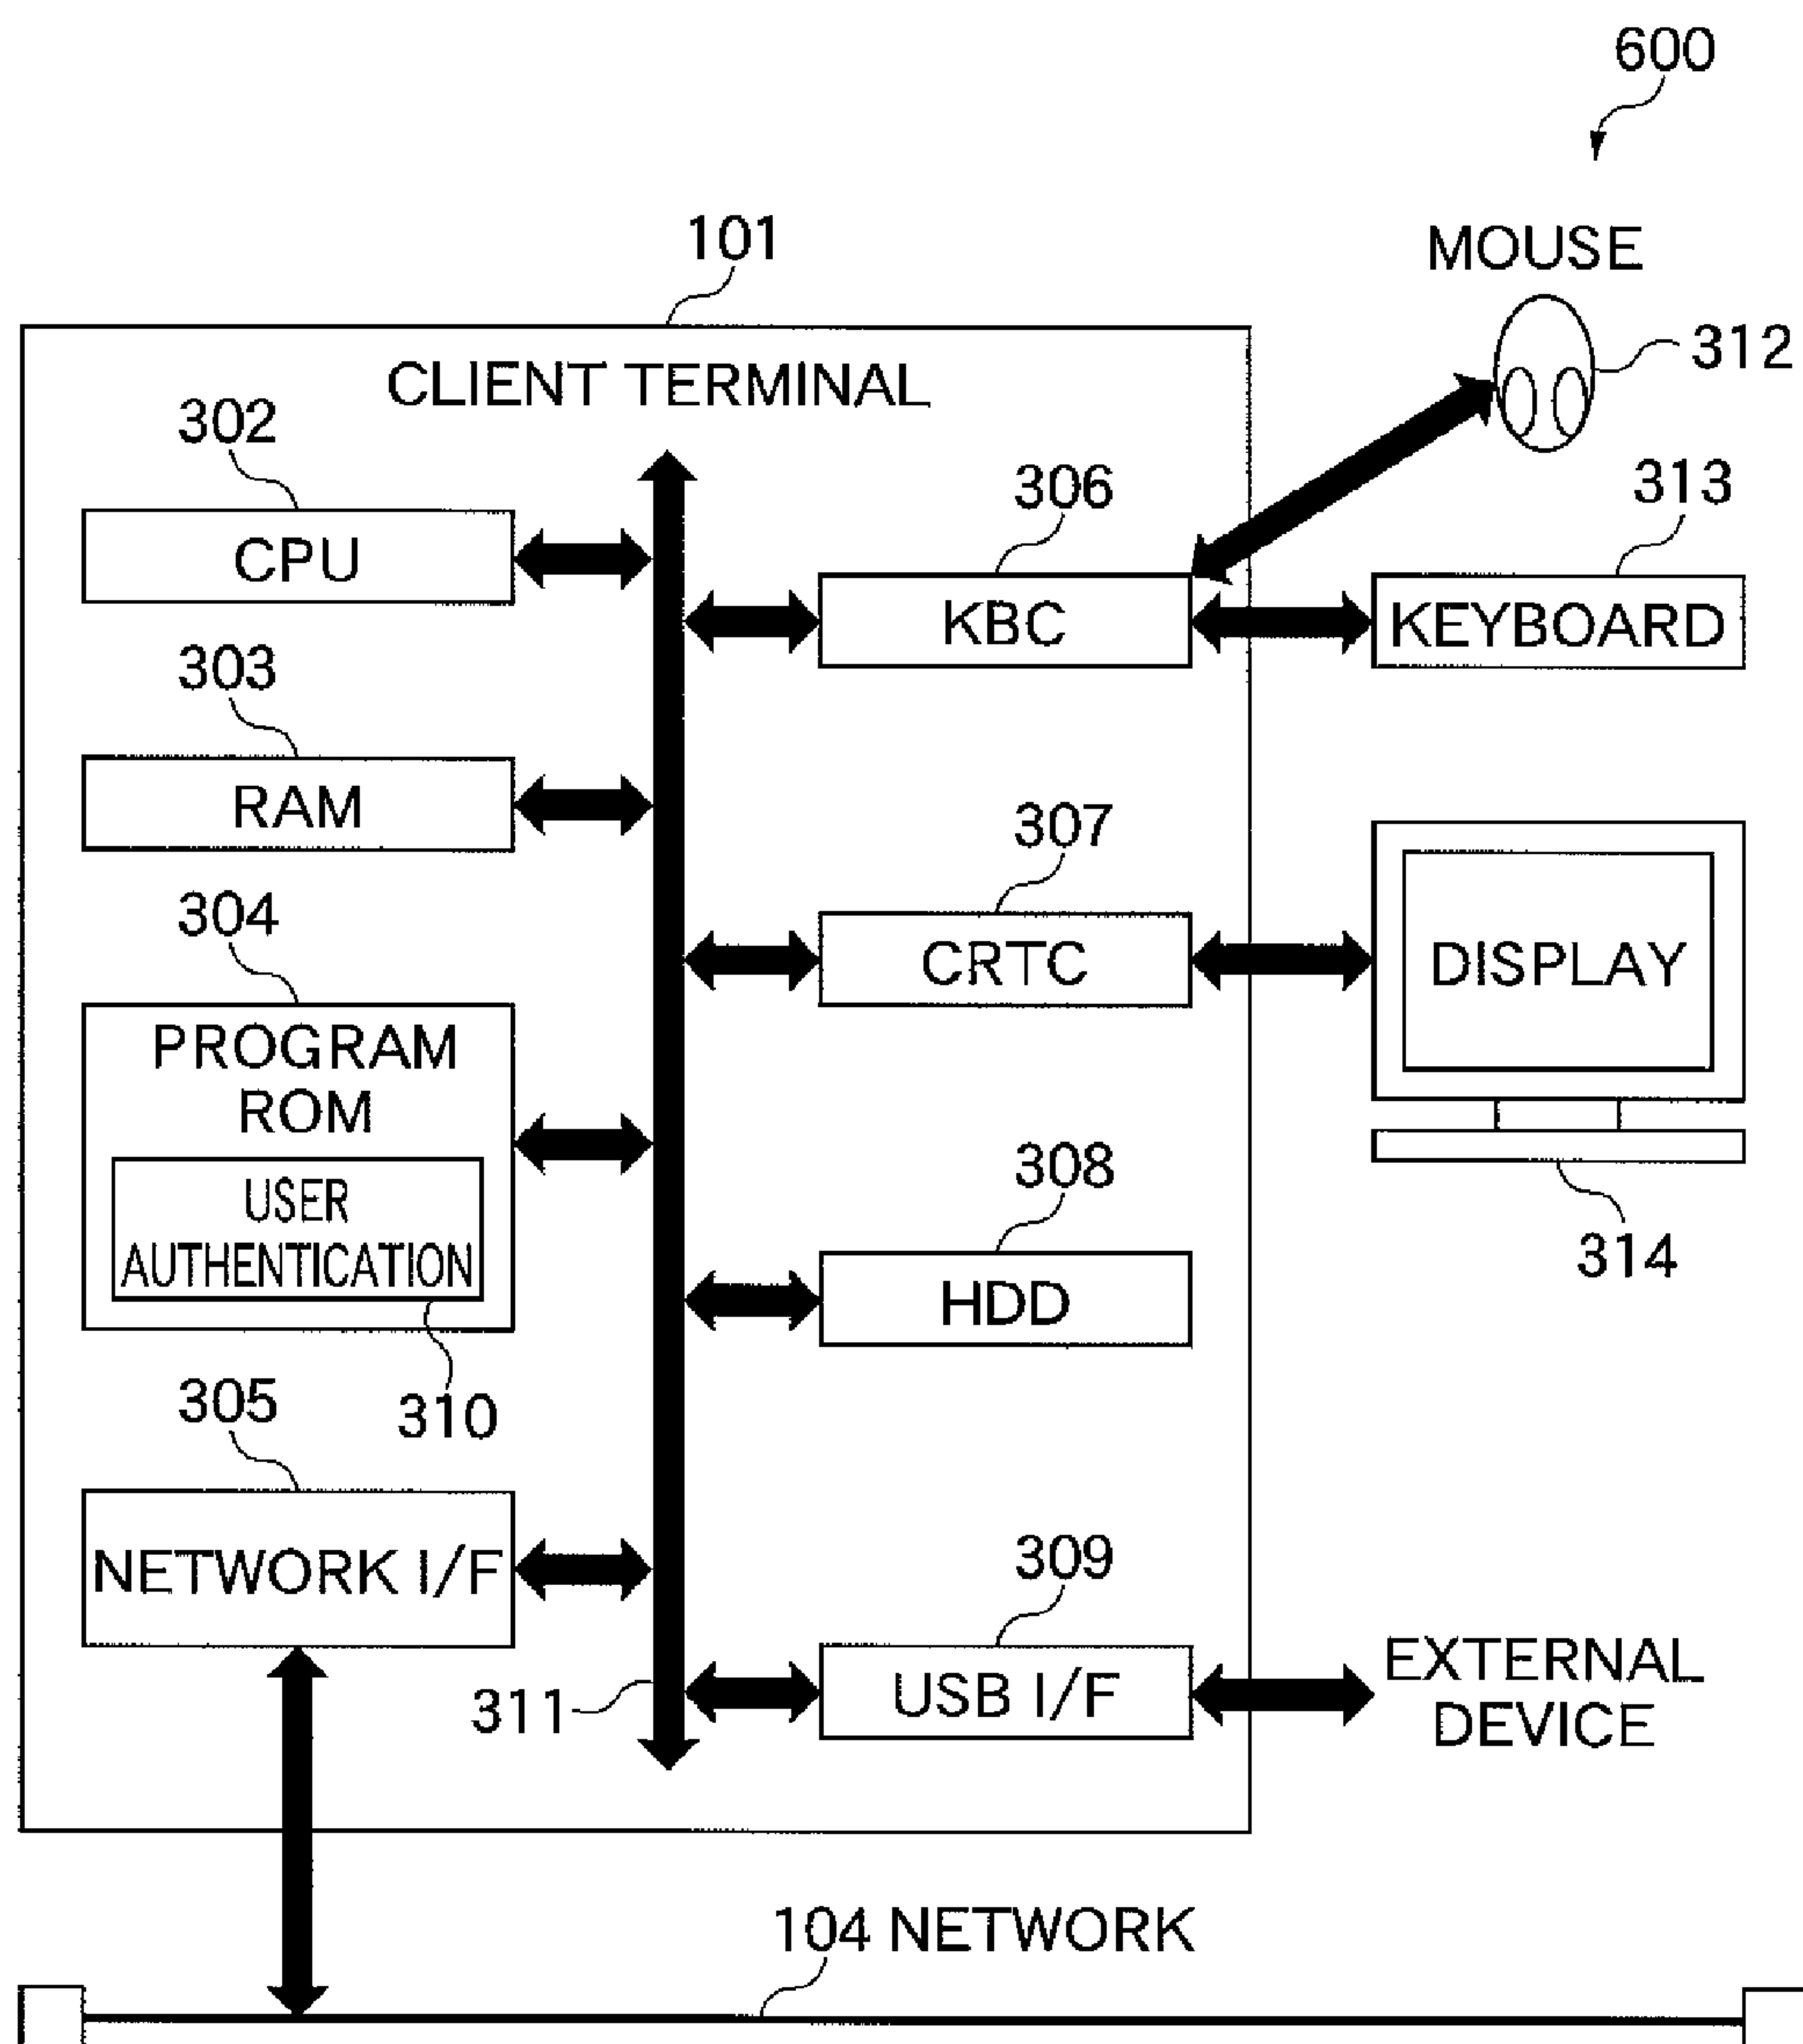 600
101
MOUSE
312
CLIENT TERMINAL
302
CPU
306
KBC
313
KEYBOARD
303
RAM
307
CRTC
DISPLAY
314
304
PROGRAM
ROM
USER
AUTHENTICATION
310
308
HDD
305
NETWORK I/F
309
USB I/F
311
EXTERNAL
DEVICE
104 NETWORK